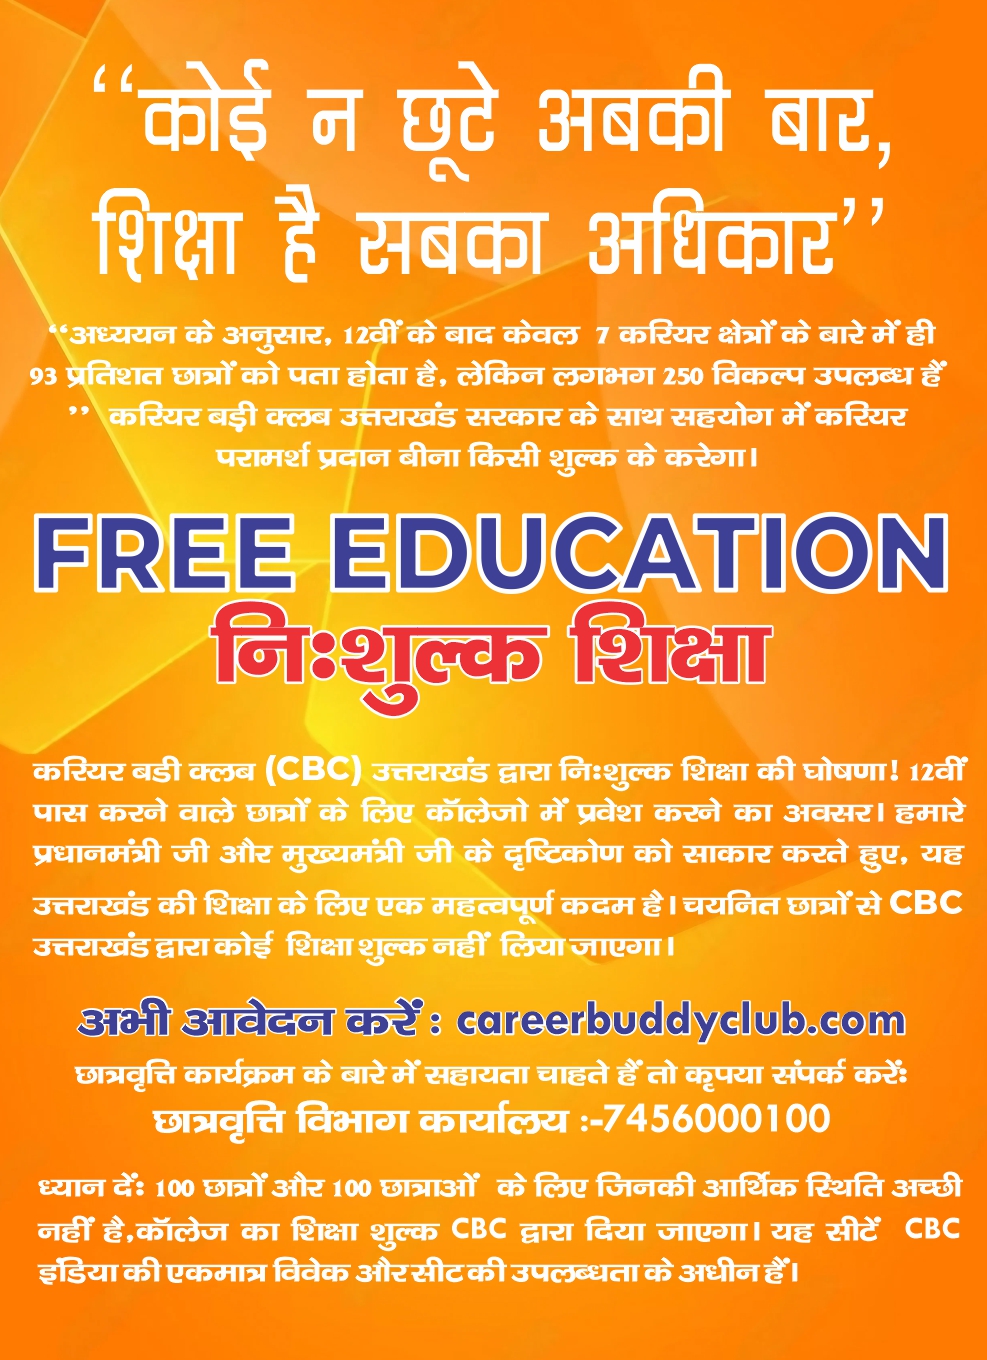 ‘‘कोई न छूटे अबकी बार,
शिक्षा है सबका अधिकार’’
‘‘अध्ययन के अनुसार, 12वीं के बाद केवल 7 करियर क्षेत्रों के बारे में ही
93 प्रतिशत छात्रों को पता होता है, लेकिन लगभग 250 विकल्प उपलब्ध हैं
’’ करियर बड़ी क्लब उत्तराखंड सरकार के साथ सहयोग में करियर
परामर्श प्रदान बीना किसी शुल्क के करेगा।
FREE EDUCATION
निःशुल्क शिक्षा
करियर बडी क्लब (CBC) उत्तराखंड द्वारा निःशुल्क शिक्षा की घोषणा! 12वीं
पास करने वाले छात्रों के लिए कॉलेजो में प्रवेश करने का अवसर। हमारे
प्रधानमंत्री जी और मुख्यमंत्री जी के दृष्टिकोण को साकार करते हुए, यह
उत्तराखंड की शिक्षा के लिए एक महत्वपूर्ण कदम है। चयनित छात्रों से CBC
उत्तराखंड द्वारा कोई शिक्षा शुल्क नहीं लिया जाएगा।
अभी आवेदन करें : careerbuddyclub.com
छात्रवृत्ति कार्यक्रम के बारे में सहायता चाहते हैं तो कृपया संपर्क करेंः
छात्रवृत्ति विभाग कार्यालय :-7456000100
ध्यान देंः 100 छात्रों और 100 छात्राओं के लिए जिनकी आर्थिक स्थिति अच्छी
नहीं है,कॉलेज का शिक्षा शुल्क CBC द्वारा दिया जाएगा। यह सीटें CBC
इंडिया की एकमात्र विवेक और सीट की उपलब्धता के अधीन हैं।